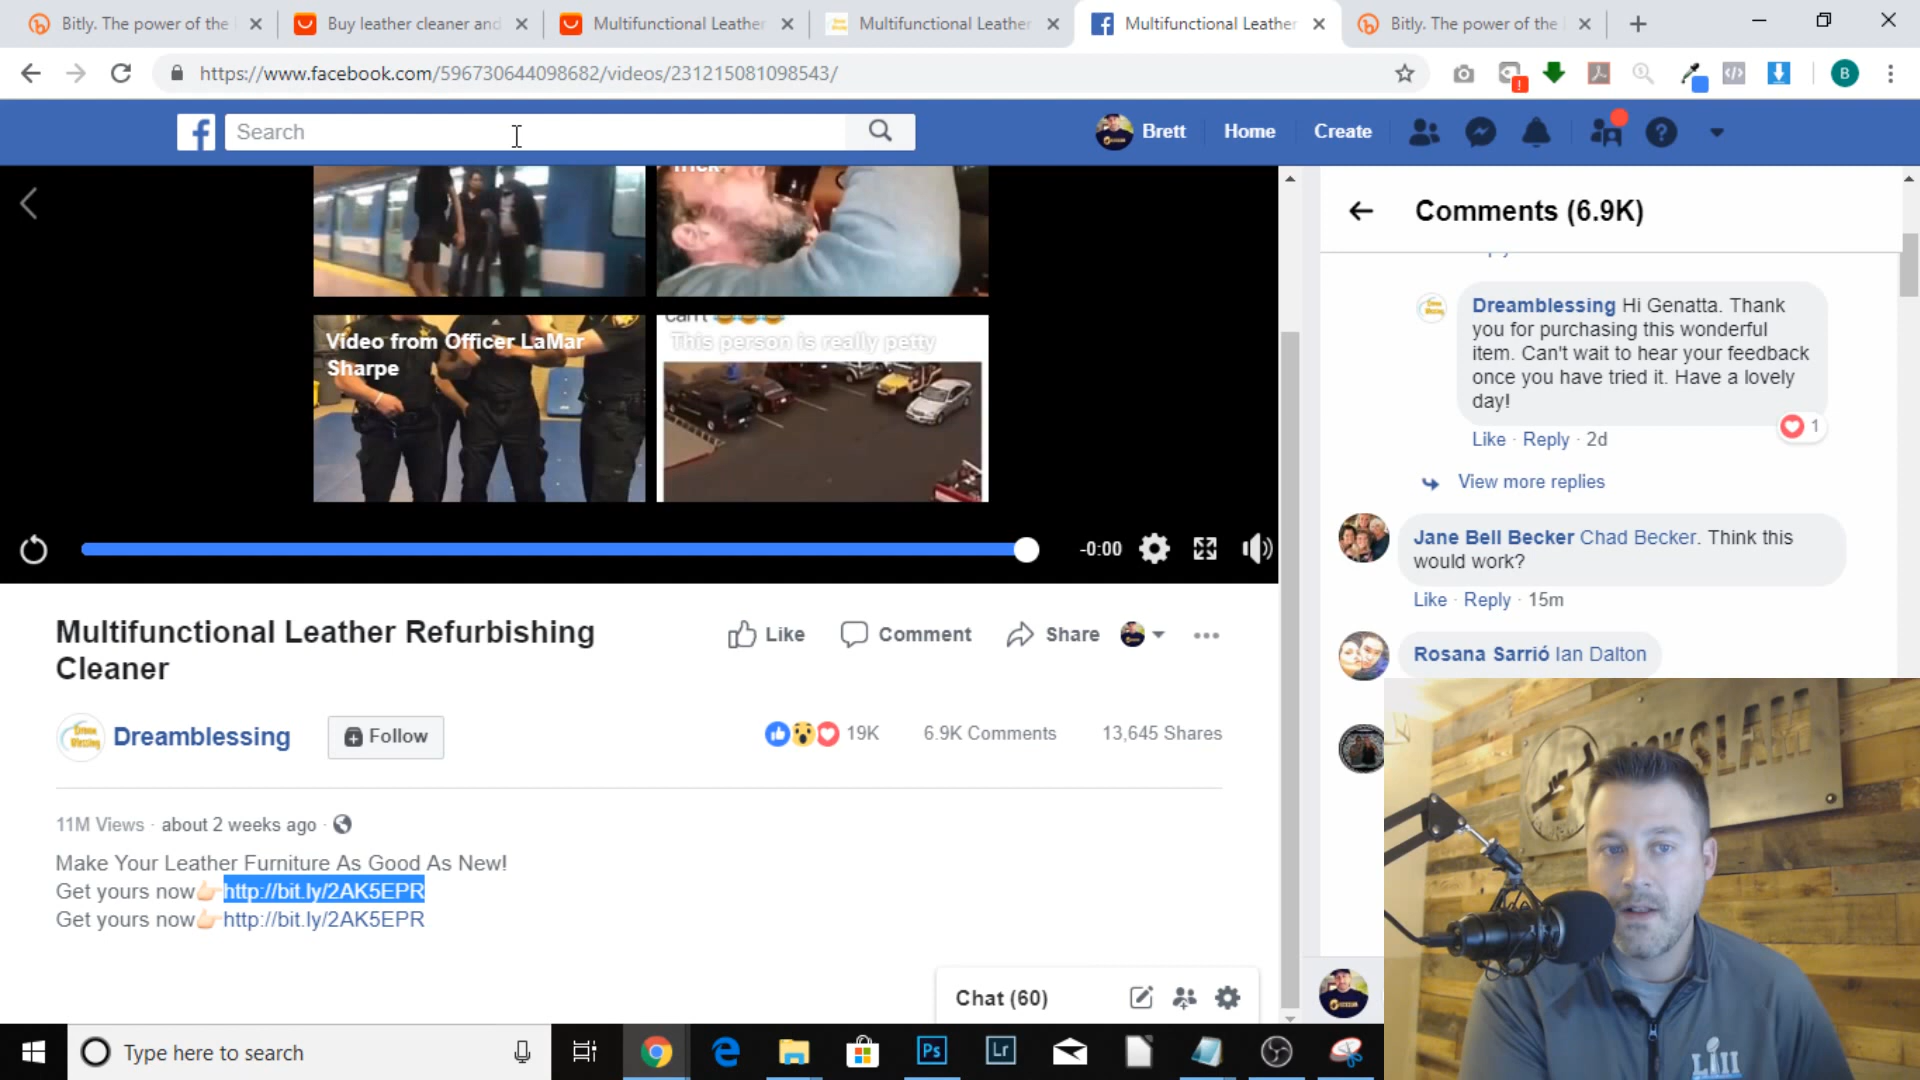 Bitly. The power of the
Buy leather cleaner and
Multifunctional Leather
Multifunctional Leather
Multifunctional Leather
Bitly. The power of the
https://www.facebook.com/596730644098682/videos/231215081098543/
B
Search
Brett
Home
Create
Video from Officer LaMar
Sharpe
This person is really petty
-0:00
Comments (6.9K)
Dreamblessing Hi Genatta. Thank
you for purchasing this wonderful
item. Can't wait to hear your feedback
once you have tried it. Have a lovely
day!
1
Like · Reply · 2d
View more replies
Jane Bell Becker Chad Becker. Think this
would work?
Like · Reply · 15m
Rosana Sarrió Ian Dalton
Multifunctional Leather Refurbishing
Cleaner
Like
Comment
Share
Dreamblessing
Follow
19K
6.9K Comments
13,645 Shares
11M Views · about 2 weeks ago ·
Make Your Leather Furniture As Good As New!
Get yours now👉http://bit.ly/2AK5EPR
Get yours now👉http://bit.ly/2AK5EPR
Chat (60)
LIII
Type here to search
Ps
Lr